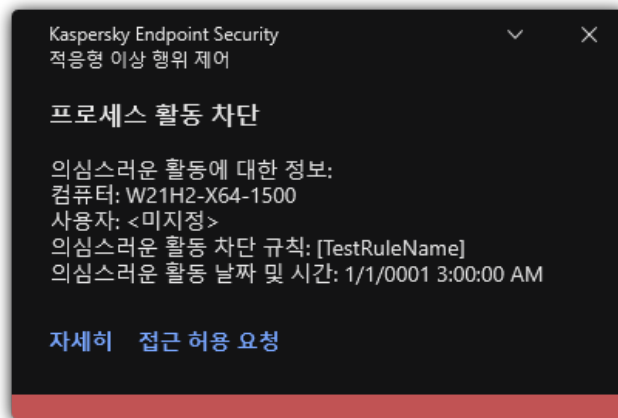 Kaspersky Endpoint Security
적응형 이상 행위 제어
프로세스 활동 차단
의심스러운 활동에 대한 정보:
컴퓨터: W21H2-X64-1500
사용자: <미지정>
의심스러운 활동 차단 규칙: [TestRuleName]
의심스러운 활동 날짜 및 시간: 1/1/0001 3:00:00 AM
자세히 접근 허용 요청